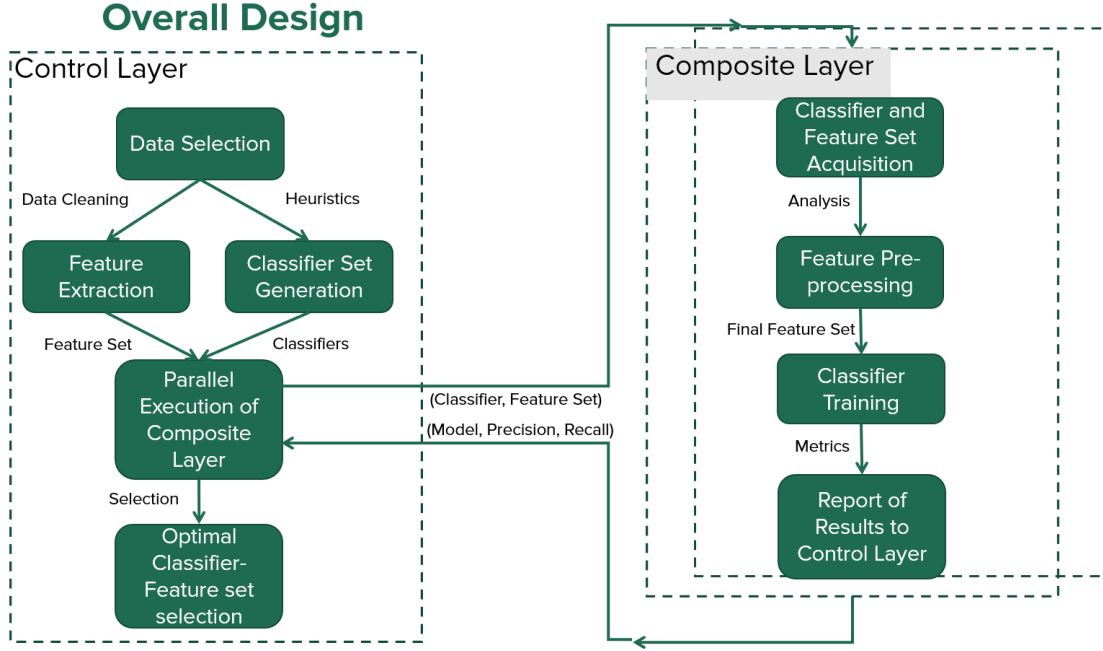 Overall Design
Control Layer
Data Selection
Data Cleaning
Heuristics
Feature
Extraction
Classifier Set
Generation
Feature Set
Classifiers
Parallel
Execution of
Composite
Layer
(Classifier, Feature Set)
(Model, Precision, Recall)
Selection
Optimal
Classifier-
Feature set
selection
Composite Layer
Classifier and
Feature Set
Acquisition
Analysis
Feature Pre-
processing
Final Feature Set
Classifier
Training
Metrics
Report of
Results to
Control Layer